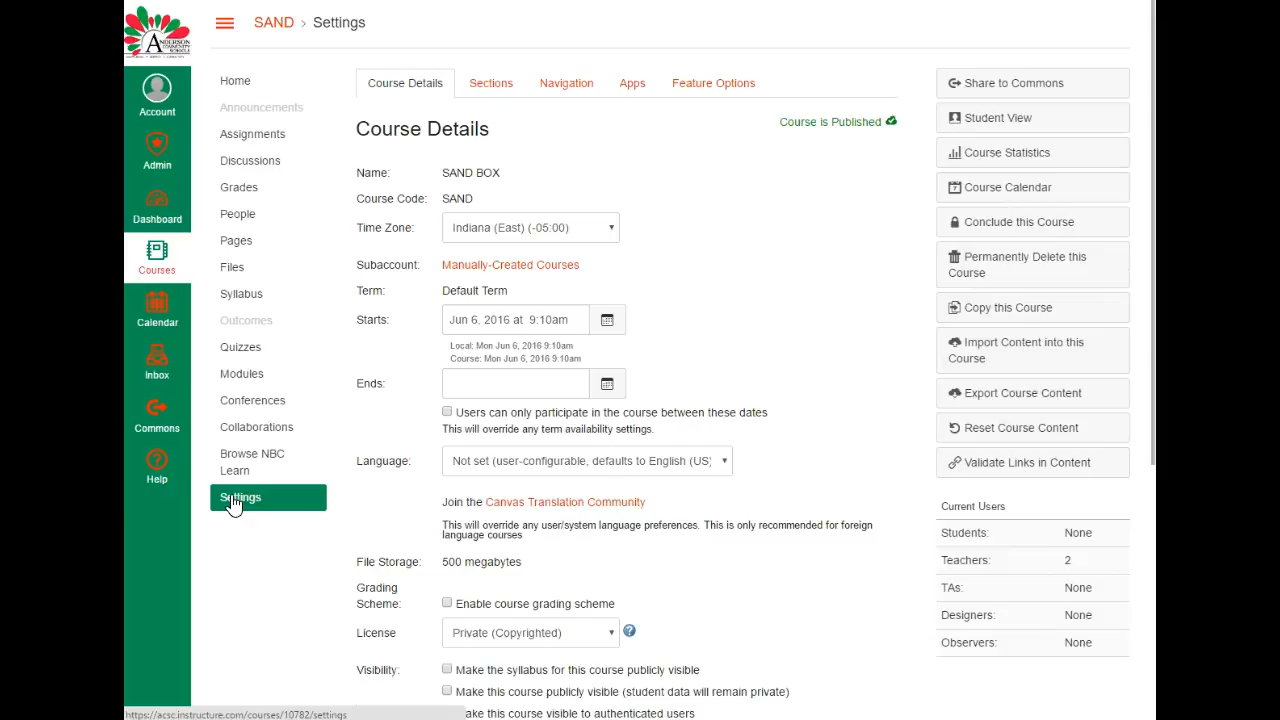 ANDERSON
COMMUNITY
SCHOOLS
Account
Admin
Dashboard
Courses
Calendar
Inbox
Commons
Help
SAND > Settings
Home
Announcements
Assignments
Discussions
Grades
People
Pages
Files
Syllabus
Outcomes
Quizzes
Modules
Conferences
Collaborations
Browse NBC
Learn
Settings
Course Details Sections Navigation Apps Feature Options
Course Details
Course is Published
Name: SAND BOX
Course Code: SAND
Time Zone: Indiana (East) (-05:00)
Subaccount: Manually-Created Courses
Term: Default Term
Starts: Jun 6, 2016 at 9:10am
Local: Mon Jun 6, 2016 9:10am
Course: Mon Jun 6, 2016 9:10am
Ends:
Users can only participate in the course between these dates
This will override any term availability settings.
Language: Not set (user-configurable, defaults to English (US)
Join the Canvas Translation Community
This will override any user/system language preferences. This is only recommended for foreign
language courses
File Storage: 500 megabytes
Grading
Scheme: Enable course grading scheme
License Private (Copyrighted)
Visibility: Make the syllabus for this course publicly visible
Make this course publicly visible (student data will remain private)
ake this course visible to authenticated users
Share to Commons
Student View
Course Statistics
Course Calendar
Conclude this Course
Permanently Delete this
Course
Copy this Course
Import Content into this
Course
Export Course Content
Reset Course Content
Validate Links in Content
Current Users
Students: None
Teachers: 2
TAs: None
Designers: None
Observers: None
https://acsc.instructure.com/courses/10782/settings